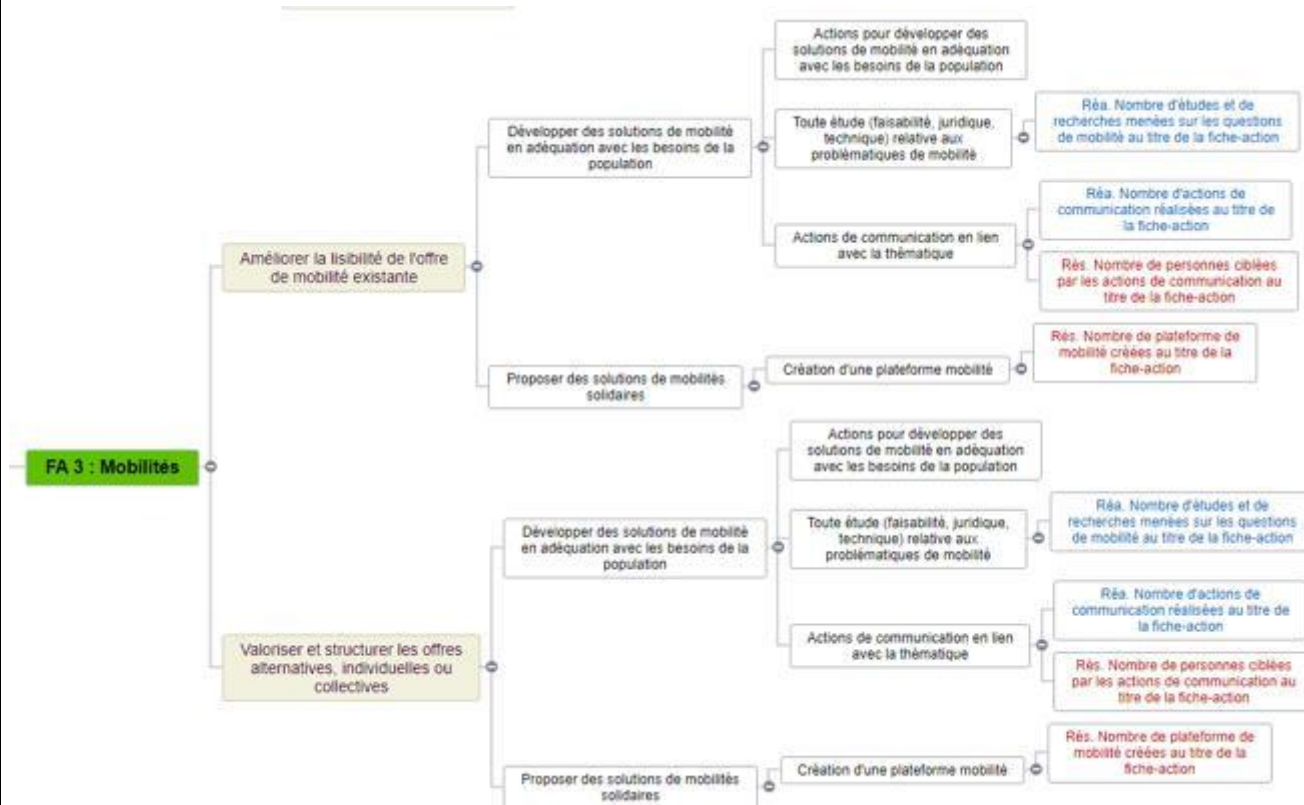 FA 3 : Mobilités
Améliorer la lisibilité de l'offre
de mobilité existante
Développer des solutions de mobilité
en adéquation avec les besoins de la
population
Actions pour développer des
solutions de mobilité en adéquation
avec les besoins de la population
Toute étude (faisabilité, juridique,
technique) relative aux
problématiques de mobilité
Réa. Nombre d'études et de
recherches menées sur les questions
de mobilité au titre de la fiche-action
Actions de communication en lien
avec la thématique
Réa. Nombre d'actions de
communication réalisées au titre de
la fiche-action
Rés. Nombre de personnes ciblées
par les actions de communication au
titre de la fiche-action
Proposer des solutions de mobilités
solidaires
Création d'une plateforme mobilité
Rés. Nombre de plateforme de
mobilité créées au titre de la
fiche-action
Valoriser et structurer les offres
alternatives, individuelles ou
collectives
Développer des solutions de mobilité
en adéquation avec les besoins de la
population
Actions pour développer des
solutions de mobilité en adéquation
avec les besoins de la population
Toute étude (faisabilité, juridique,
technique) relative aux
problématiques de mobilité
Réa. Nombre d'études et de
recherches menées sur les questions
de mobilité au titre de la fiche-action
Actions de communication en lien
avec la thématique
Réa. Nombre d'actions de
communication réalisées au titre de
la fiche-action
Rés. Nombre de personnes ciblées
par les actions de communication au
titre de la fiche-action
Proposer des solutions de mobilités
solidaires
Création d'une plateforme mobilité
Rés. Nombre de plateforme de
mobilité créées au titre de la
fiche-action